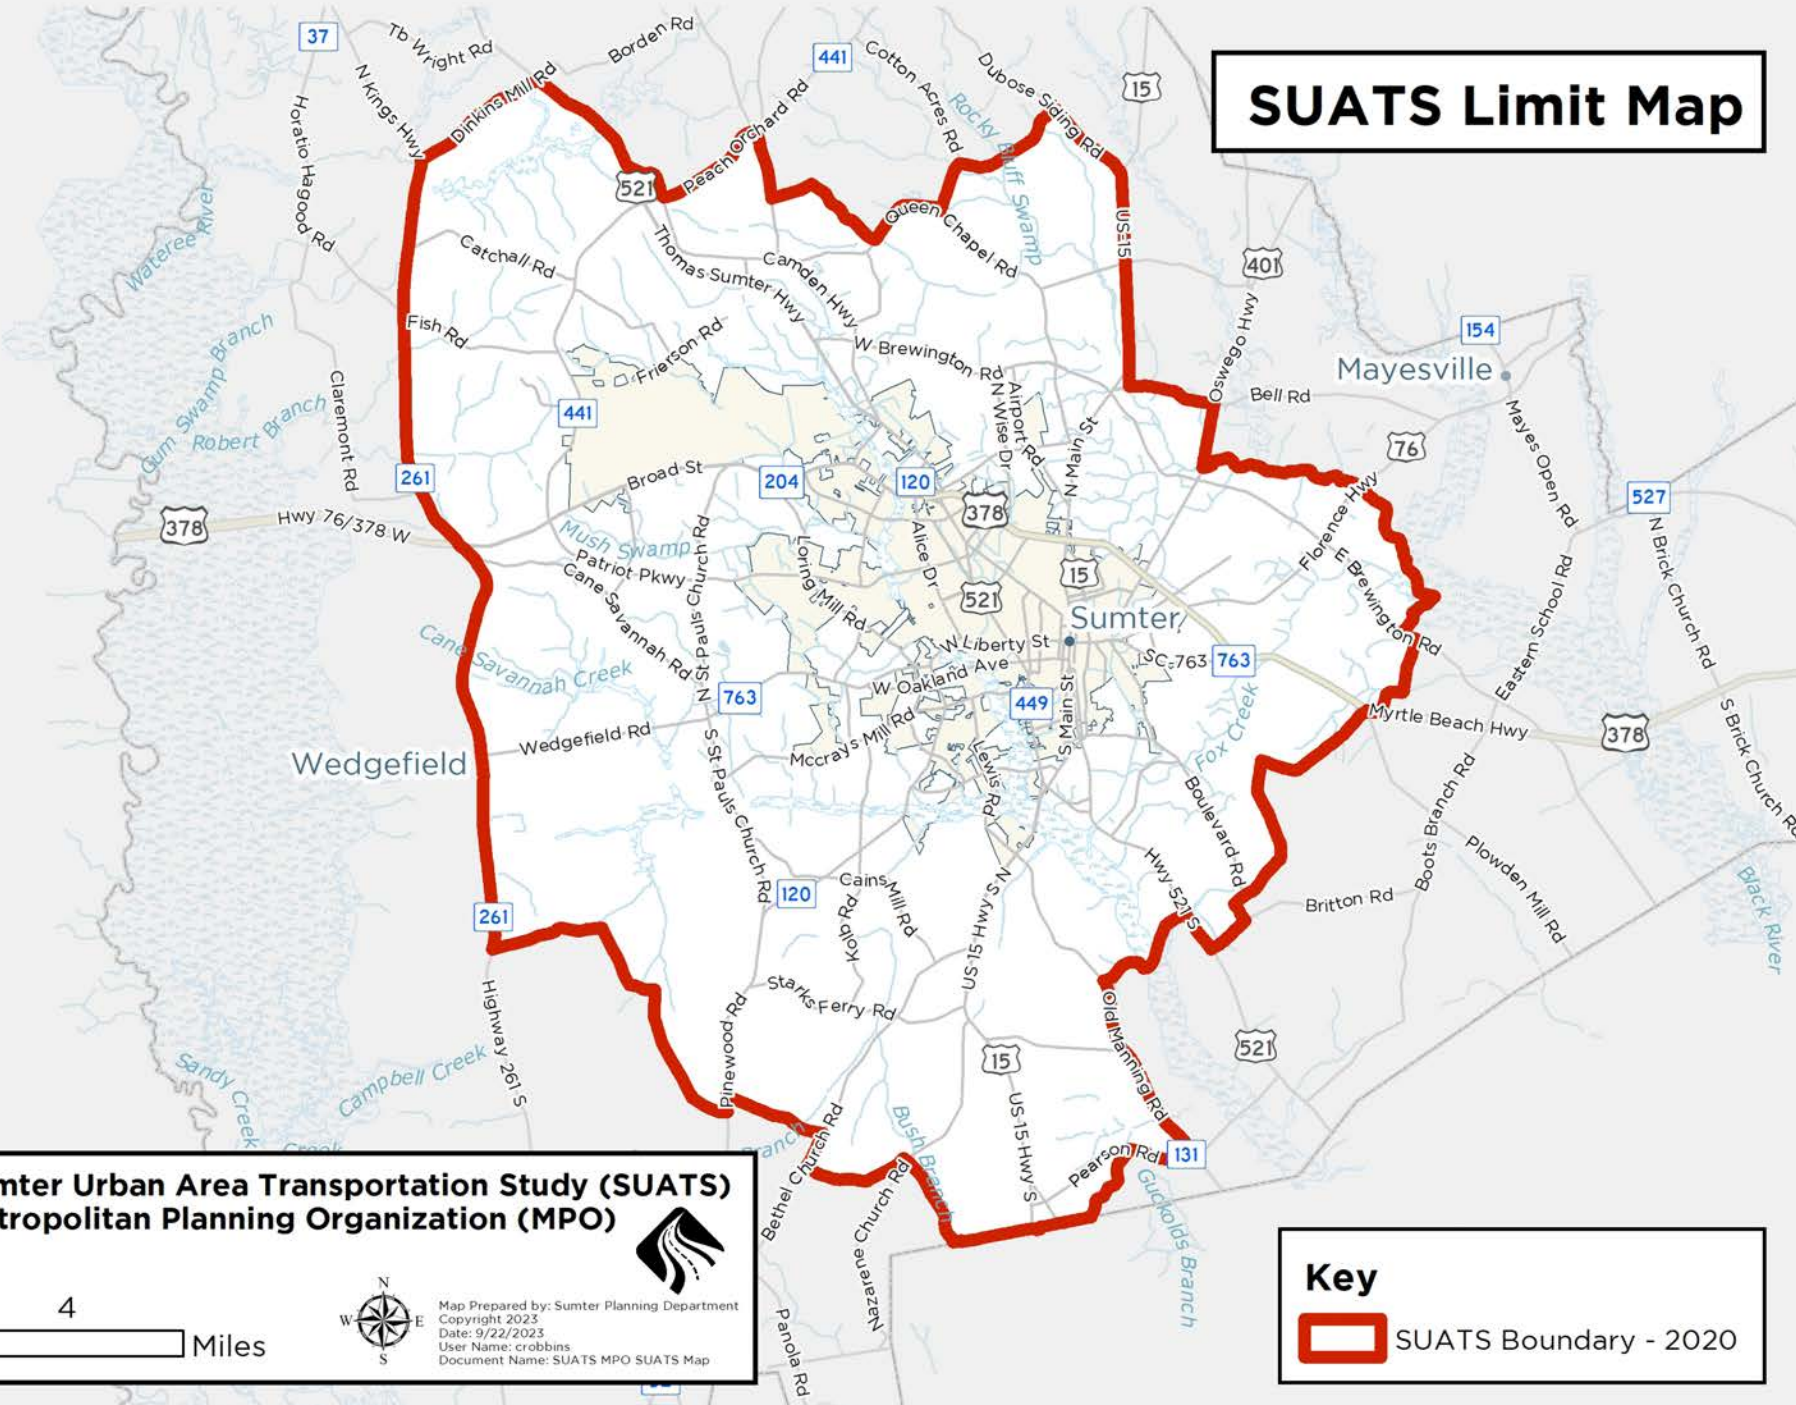 SUATS Limit Map
37
Tb Wright Rd
Borden Rd
441
Cotton Acres Rd
Dubose Siding Rd
15
N Kings Hwy
Dinkins Mill Rd
Horatio Hagood Rd
Peach Orchard Rd
Rocky Bluff Swamp
521
Wateree River
Queen Chapel Rd
US-15
Catchall Rd
Thomas Sumter Hwy
Camden Hwy
401
Fish Rd
Frierson Rd
W Brewington Rd
Oswego Hwy
154
Mayesville
Gum Swamp Branch
Robert Branch
Claremont Rd
441
N Wise Dr
Airport Rd
N Main St
Bell Rd
76
Mayes Open Rd
261
Broad St
204
120
378
527
378
Hwy 76/378 W
Mush Swamp
Patriot Pkwy
Cane Savannah Rd
N St Pauls Church Rd
Loring Mill Rd
Alice Dr
521
15
Florence Hwy
E Brewington Rd
Eastern School Rd
N Brick Church Rd
Sumter
Cane Savannah Creek
W Liberty St
W Oakland Ave
SC-763
763
763
449
Fox Creek
Myrtle Beach Hwy
378
S Brick Church Rd
Wedgefield
Wedgefield Rd
Mccrays Mill Rd
S Main St
Lewis Rd
S St Pauls Church Rd
Boulevard Rd
Boots Branch Rd
Plowden Mill Rd
Hwy 521 S
Britton Rd
Black River
261
120
Cains Mill Rd
Kolb Rd
US-15 Hwy S N
Highway 261 S
Pinewood Rd
Starks Ferry Rd
Old Manning Rd
521
15
Sandy Creek
Campbell Creek
Creek
Branch
Bethel Church Rd
Bush Branch
US-15 Hwy S
Pearson Rd
131
Guckolds Branch
Nazarene Church Rd
Panola Rd
mter Urban Area Transportation Study (SUATS)
tropolitan Planning Organization (MPO)
4
Miles
N
W
E
S
Map Prepared by: Sumter Planning Department
Copyright 2023
Date: 9/22/2023
User Name: crobbins
Document Name: SUATS MPO SUATS Map
Key
SUATS Boundary - 2020